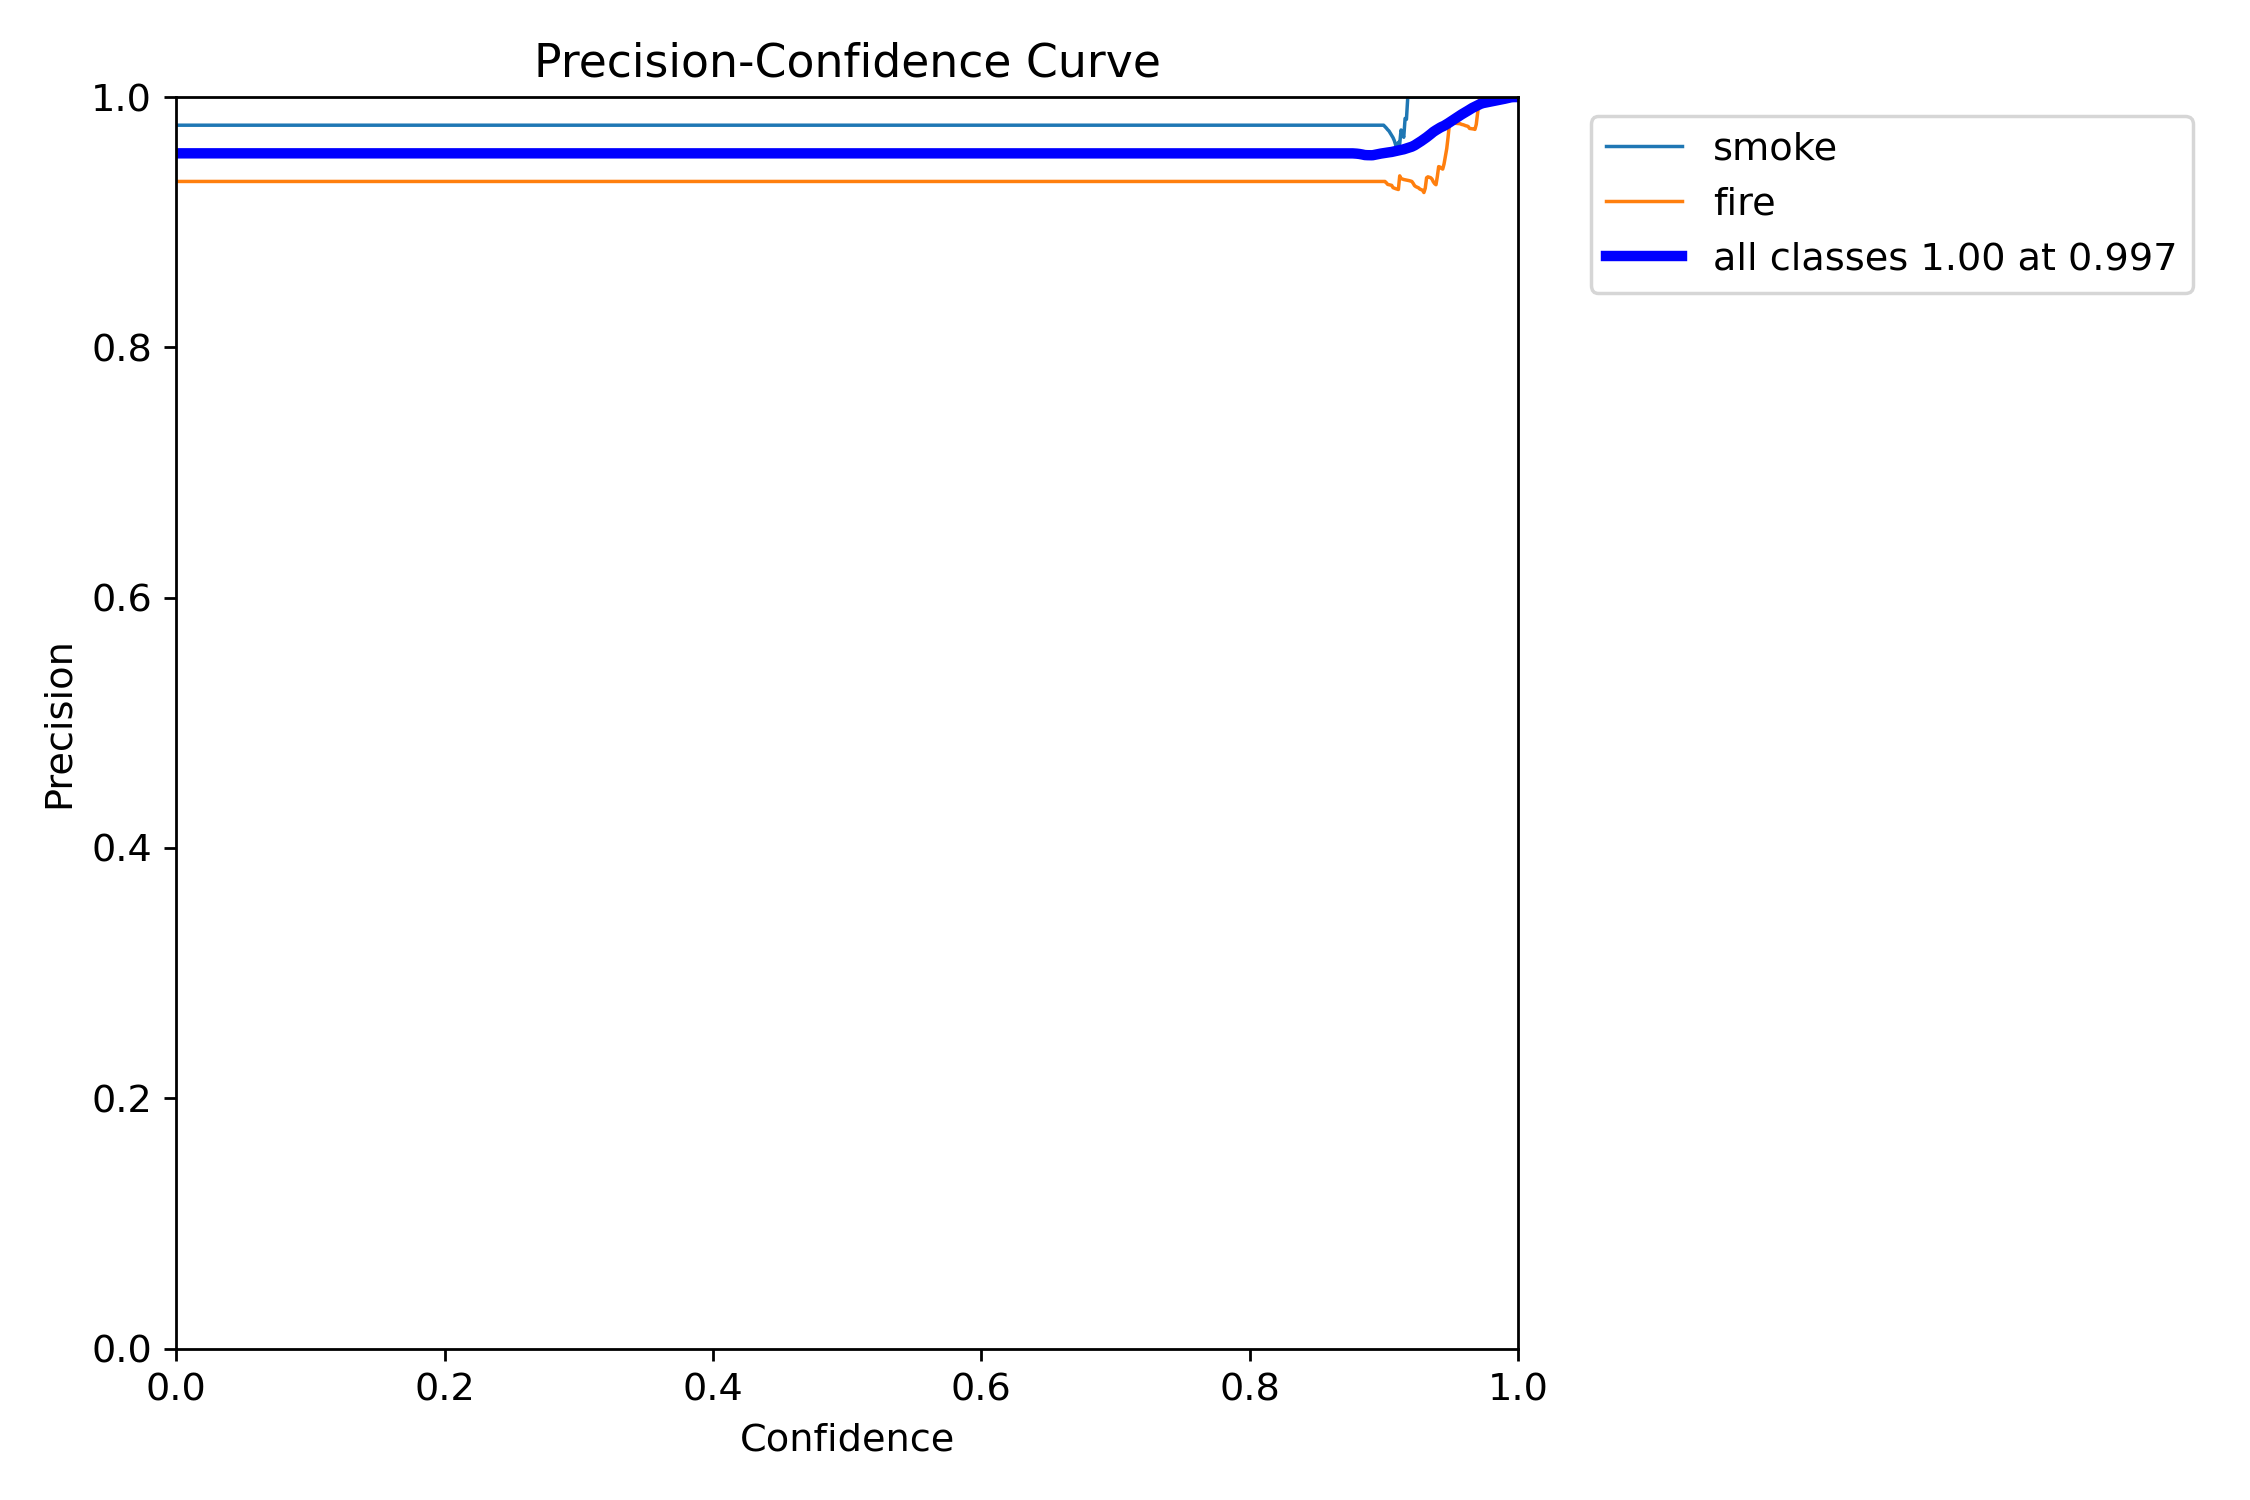 Precision-Confidence Curve
1.0
0.8
0.6
0.4
0.2
0.0
Precision
0.0 0.2 0.4 0.6 0.8 1.0
Confidence
smoke
fire
all classes 1.00 at 0.997